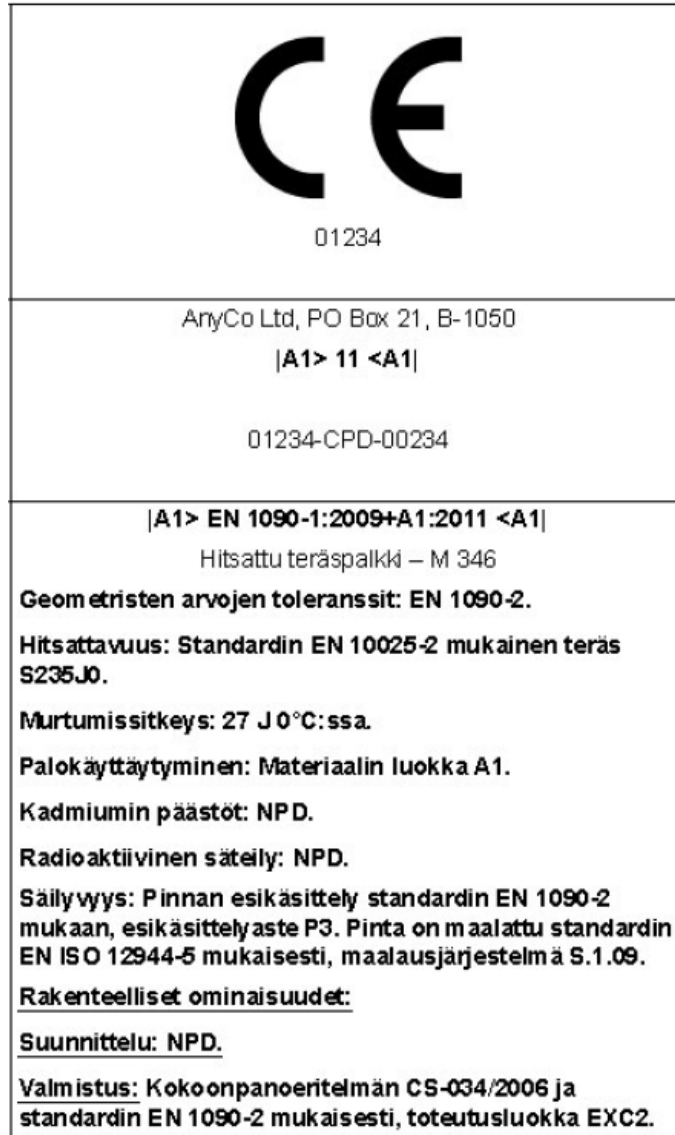 CE
01234
AnyCo Ltd, PO Box 21, B-1050
|A1> 11 <A1|
01234-CPD-00234
|A1> EN 1090-1:2009+A1:2011 <A1|
Hitsattu teräspalkki – M 346
Geometristen arvojen toleranssit: EN 1090-2.
Hitsattavuus: Standardin EN 10025-2 mukainen teräs
S235J0.
Murtumissitkeys: 27 J 0°C:ssa.
Palokäyttäytyminen: Materiaalin luokka A1.
Kadmiumin päästöt: NPD.
Radioaktiivinen säteily: NPD.
Säilyvyys: Pinnan esikäsittely standardin EN 1090-2
mukaan, esikäsittelyaste P3. Pinta on maalattu standardin
EN ISO 12944-5 mukaisesti, maalausjärjestelmä S.1.09.
Rakenteelliset ominaisuudet:
Suunnittelu: NPD.
Valmistus: Kokoonpanoeritelmän CS-034/2006 ja
standardin EN 1090-2 mukaisesti, toteutusluokka EXC2.